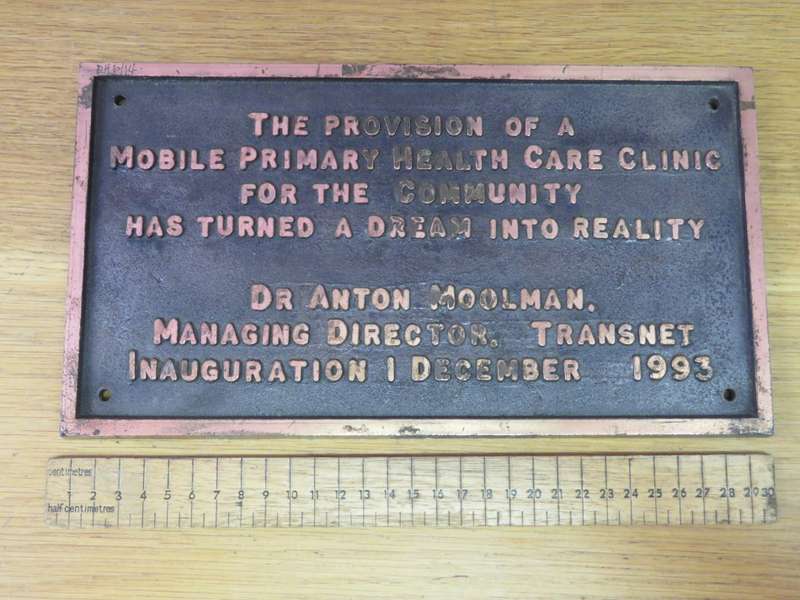 THE PROVISION OF A
MOBILE PRIMARY HEALTH CARE CLINIC
FOR THE COMMUNITY
HAS TURNED A DREAM INTO REALITY
DR ANTON MOOLMAN.
MANAGING DIRECTOR. TRANSNET
INAUGURATION 1 DECEMBER 1993
centimetres
1 2 3 4 5 6 7 8 9 10 11 12 13 14 15 16 17 18 19 20 21 22 23 24 25 26 27 28 29 30
half centimetres